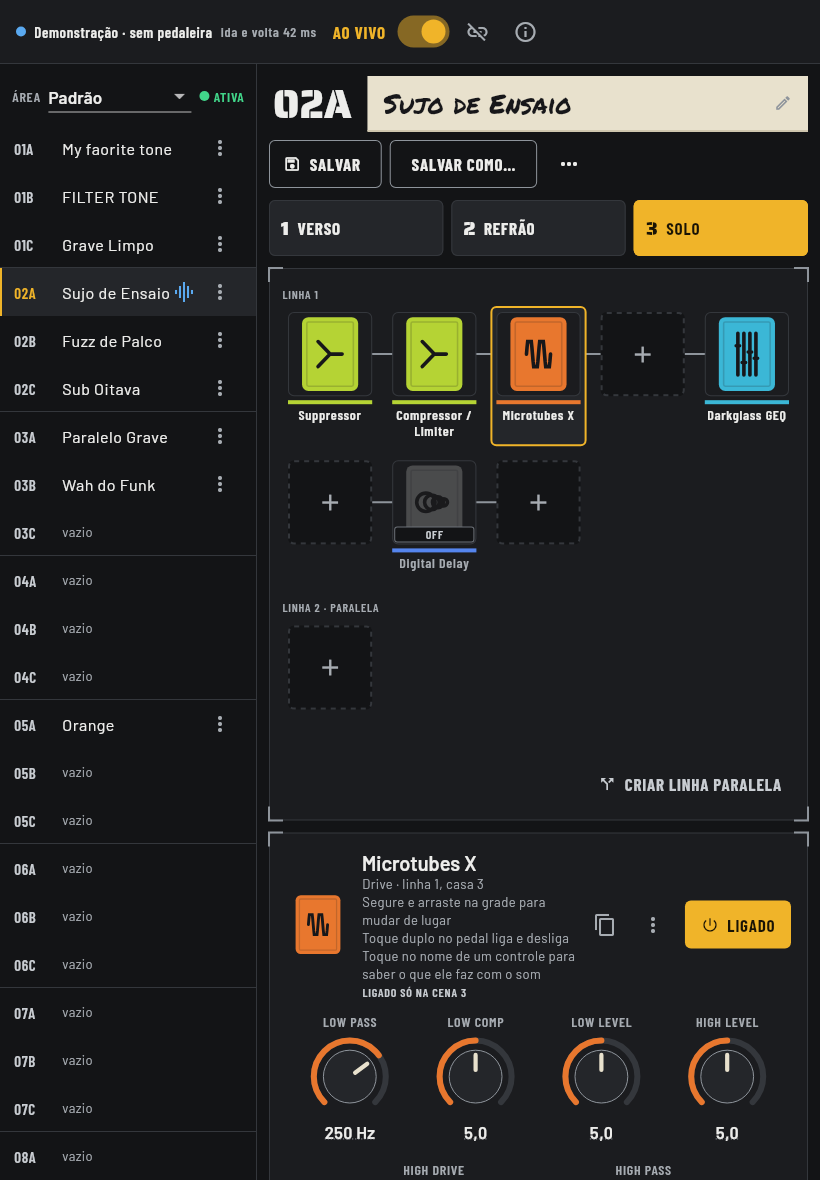 Demonstração · sem pedaleira Ida e volta 42 ms AO VIVO
ÁREA Padrão ATIVA
01A My faorite tone
01B FILTER TONE
01C Grave Limpo
02A Sujo de Ensaio
02B Fuzz de Palco
02C Sub Oitava
03A Paralelo Grave
03B Wah do Funk
03C vazio
04A vazio
04B vazio
04C vazio
05A Orange
05B vazio
05C vazio
06A vazio
06B vazio
06C vazio
07A vazio
07B vazio
07C vazio
08A vazio
02A Sujo de Ensaio
SALVAR SALVAR COMO...
1 VERSO 2 REFRÃO 3 SOLO
LINHA 1
Suppressor
Compressor /
Limiter
Microtubes X
Darkglass GEQ
OFF
Digital Delay
LINHA 2 · PARALELA
CRIAR LINHA PARALELA
Microtubes X
Drive · linha 1, casa 3
Segure e arraste na grade para
mudar de lugar
Toque duplo no pedal liga e desliga
Toque no nome de um controle para
saber o que ele faz com o som
LIGADO SÓ NA CENA 3
LIGADO
LOW PASS LOW COMP LOW LEVEL HIGH LEVEL
250 Hz 5,0 5,0 5,0
HIGH DRIVE HIGH PASS